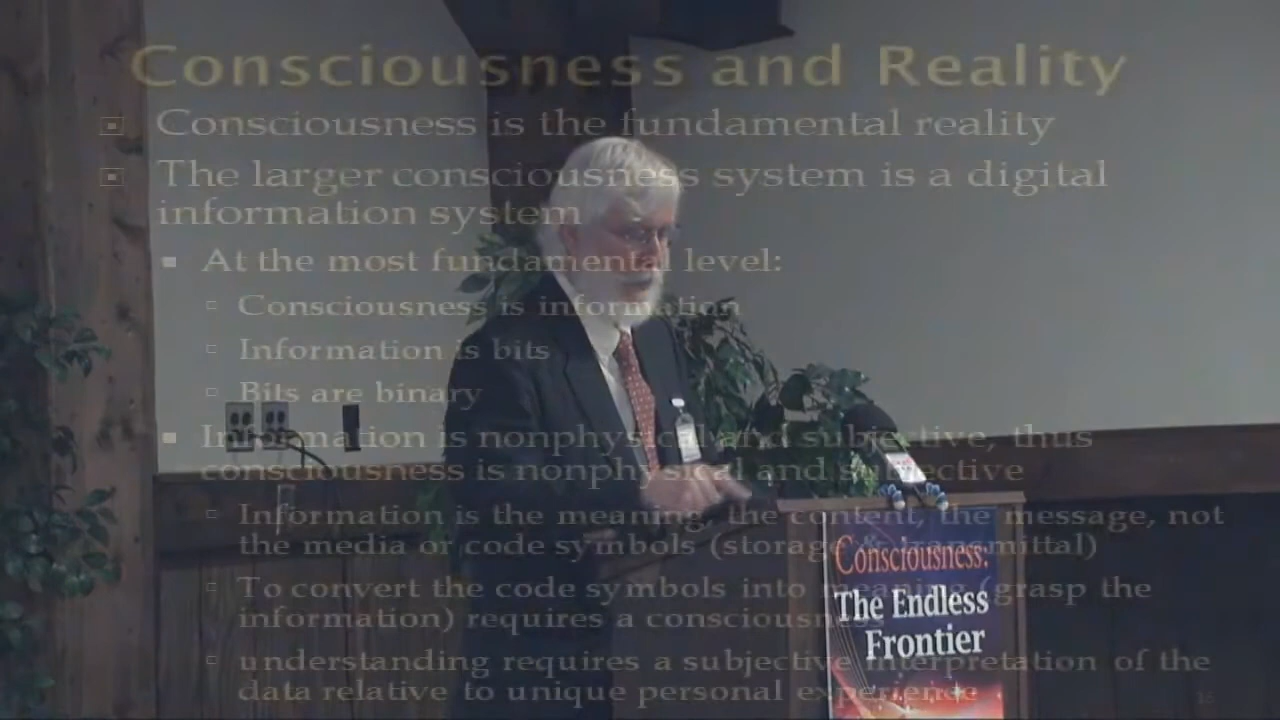 Consciousness and Reality
Consciousness is the fundamental reality
The larger consciousness system is a digital
information system
At the most fundamental level:
Consciousness is information
Information is bits
Bits are binary
Information is nonphysical and subjective, thus
consciousness is nonphysical and subjective
Information is the meaning, the content, the message, not
the media or code symbols (storage, transmittal)
To convert the code symbols into meaning (grasp the
information) requires a consciousness
understanding requires a subjective interpretation of the
data relative to unique personal experience
16
Consciousness:
The Endless
Frontier